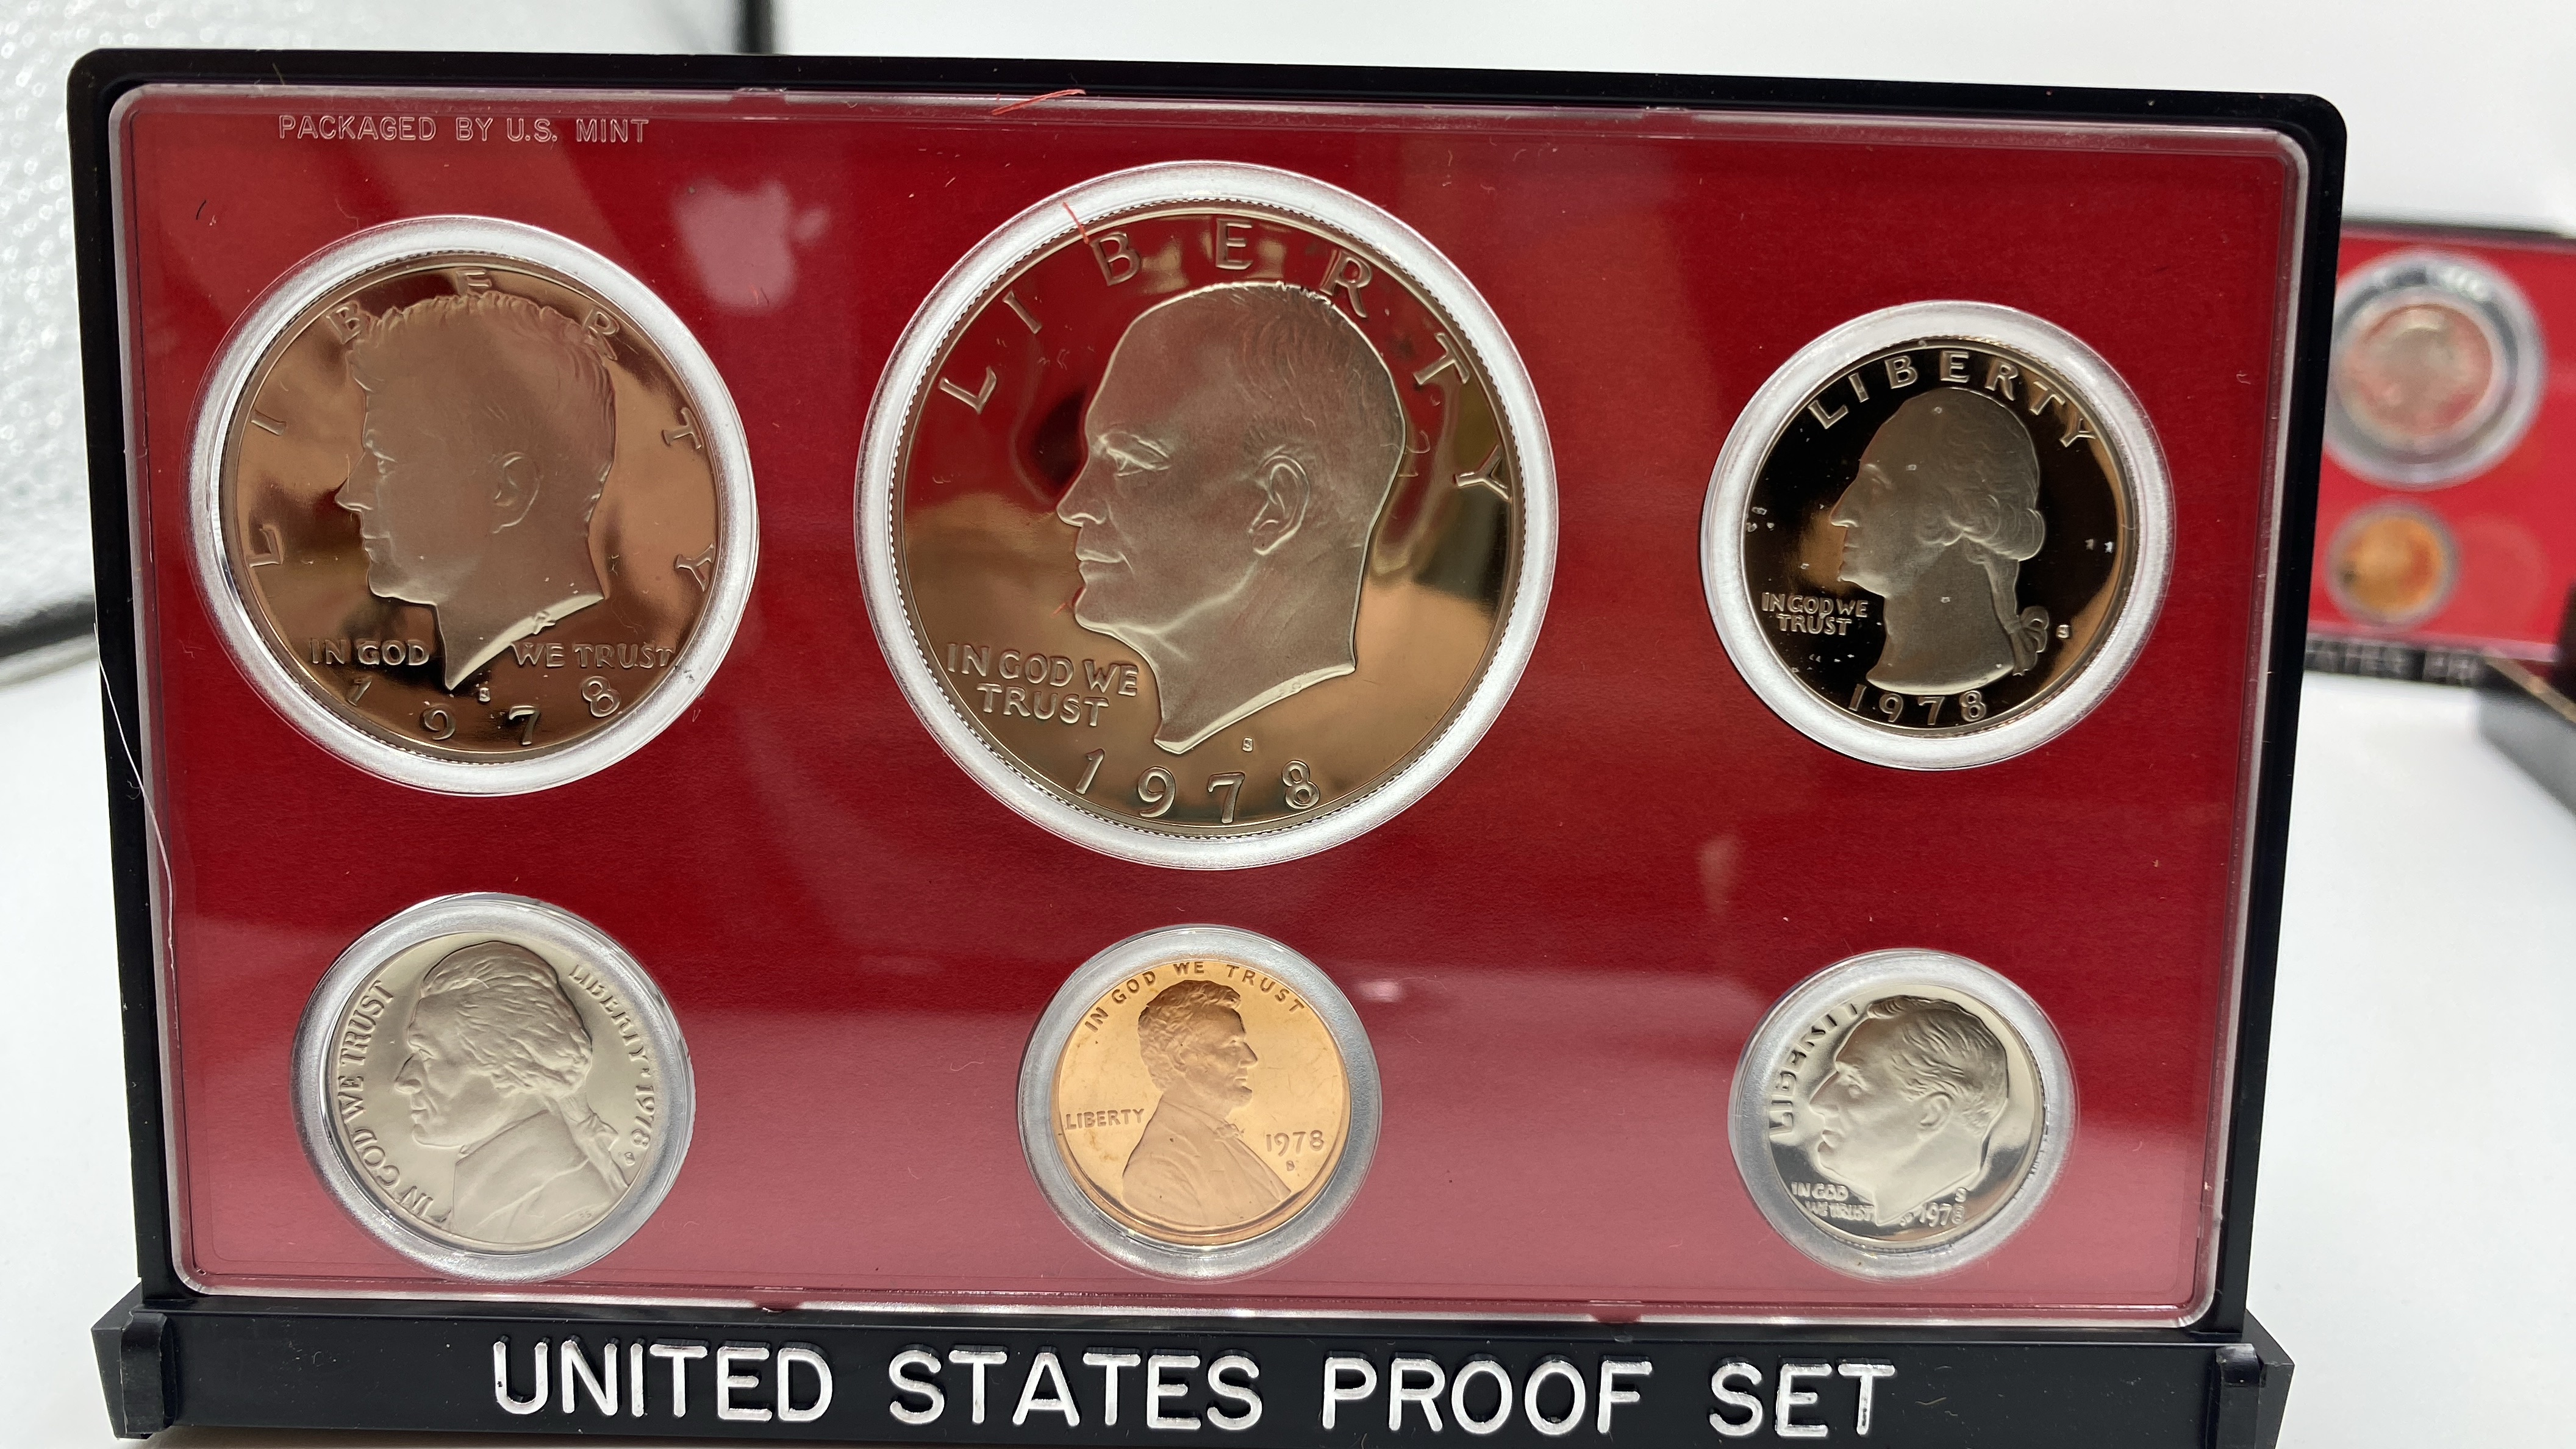 PACKAGED BY U.S. MINT
LIBERTY
IN GOD WE TRUST
S
1978
LIBERTY
IN GOD WE
TRUST
S
1978
LIBERTY
IN GOD WE
TRUST
S
1978
IN GOD WE TRUST
LIBERTY * 1978
IN GOD WE TRUST
LIBERTY
1978
S
LIBERTY
IN GOD
WE TRUST
S
1978
UNITED STATES PROOF SET